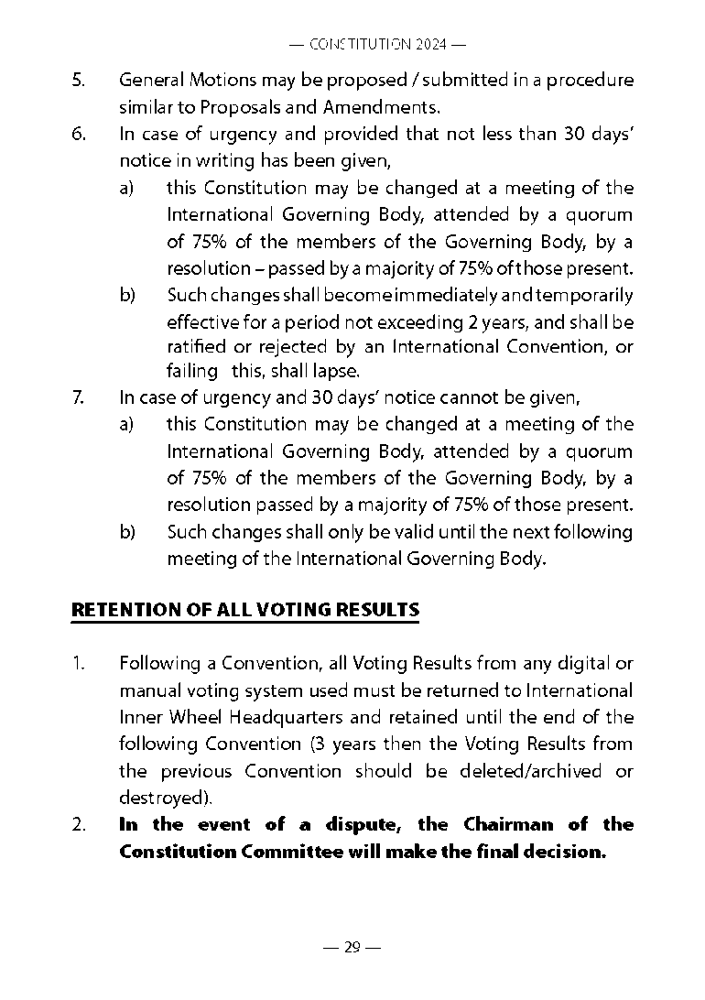 — CONSTITUTION 2024 —
5. General Motions may be proposed / submitted in a procedure
similar to Proposals and Amendments.
6. In case of urgency and provided that not less than 30 days’
notice in writing has been given,
a) this Constitution may be changed at a meeting of the
International Governing Body, attended by a quorum
of 75% of the members of the Governing Body, by a
resolution – passed by a majority of 75% of those present.
b) Such changes shall become immediately and temporarily
effective for a period not exceeding 2 years, and shall be
ratified or rejected by an International Convention, or
failing this, shall lapse.
7. In case of urgency and 30 days’ notice cannot be given,
a) this Constitution may be changed at a meeting of the
International Governing Body, attended by a quorum
of 75% of the members of the Governing Body, by a
resolution passed by a majority of 75% of those present.
b) Such changes shall only be valid until the next following
meeting of the International Governing Body.
RETENTION OF ALL VOTING RESULTS
1. Following a Convention, all Voting Results from any digital or
manual voting system used must be returned to International
Inner Wheel Headquarters and retained until the end of the
following Convention (3 years then the Voting Results from
the previous Convention should be deleted/archived or
destroyed).
2. In the event of a dispute, the Chairman of the
Constitution Committee will make the final decision.
— 29 —